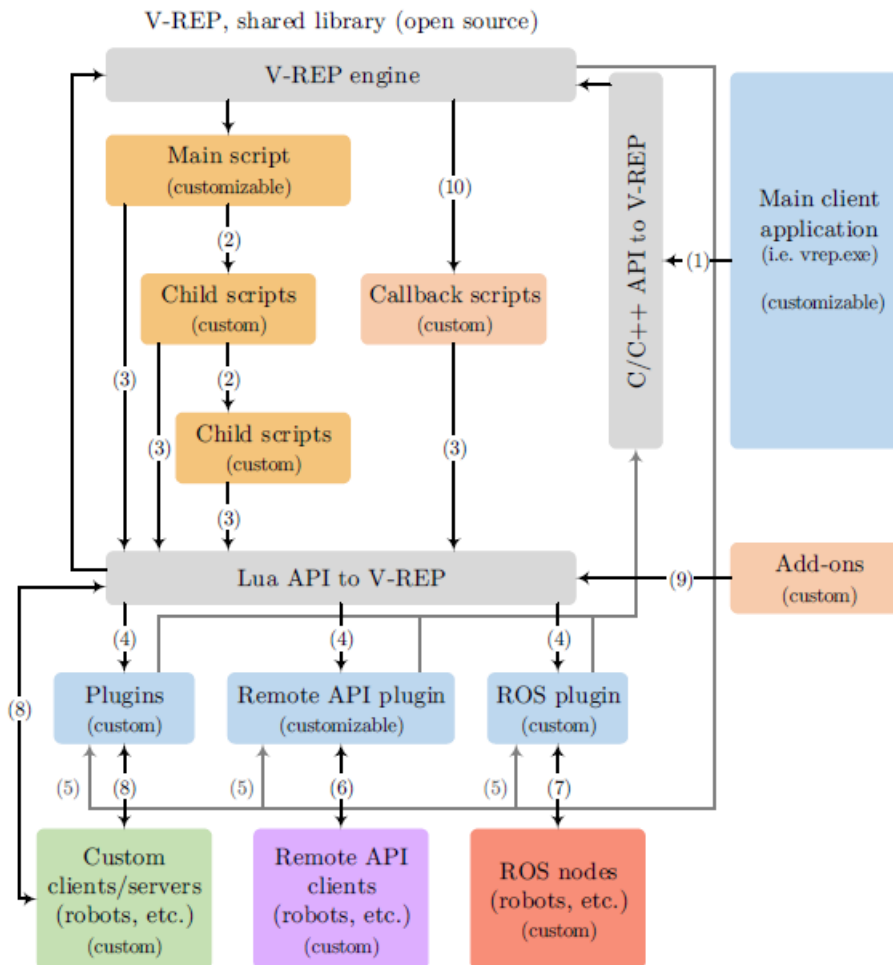 V-REP, shared library (open source)
V-REP engine
Main script
(customizable)
(10)
C/C++ API to V-REP
Main client
application
(i.e. vrep.exe)
(customizable)
(1)
(2)
Child scripts
(custom)
Callback scripts
(custom)
(3)
(2)
(3)
Child scripts
(custom)
(3)
(3)
Lua API to V-REP
(9)
Add-ons
(custom)
(4)
(4)
(4)
(8)
Plugins
(custom)
Remote API plugin
(customizable)
ROS plugin
(custom)
(5)
(8)
(5)
(6)
(5)
(7)
Custom
clients/servers
(robots, etc.)
(custom)
Remote API
clients
(robots, etc.)
(custom)
ROS nodes
(robots, etc.)
(custom)